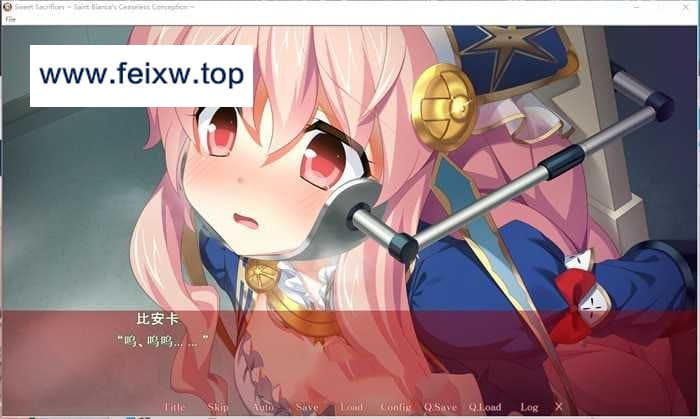 Sweet Sacrifices ~ Saint Bianca's Ceaseless Conception ~
File
www.feixw.top
比安卡
“呜、呜呜……”
Title Skip Auto Save Load Config Q.Save Q.Load Log X